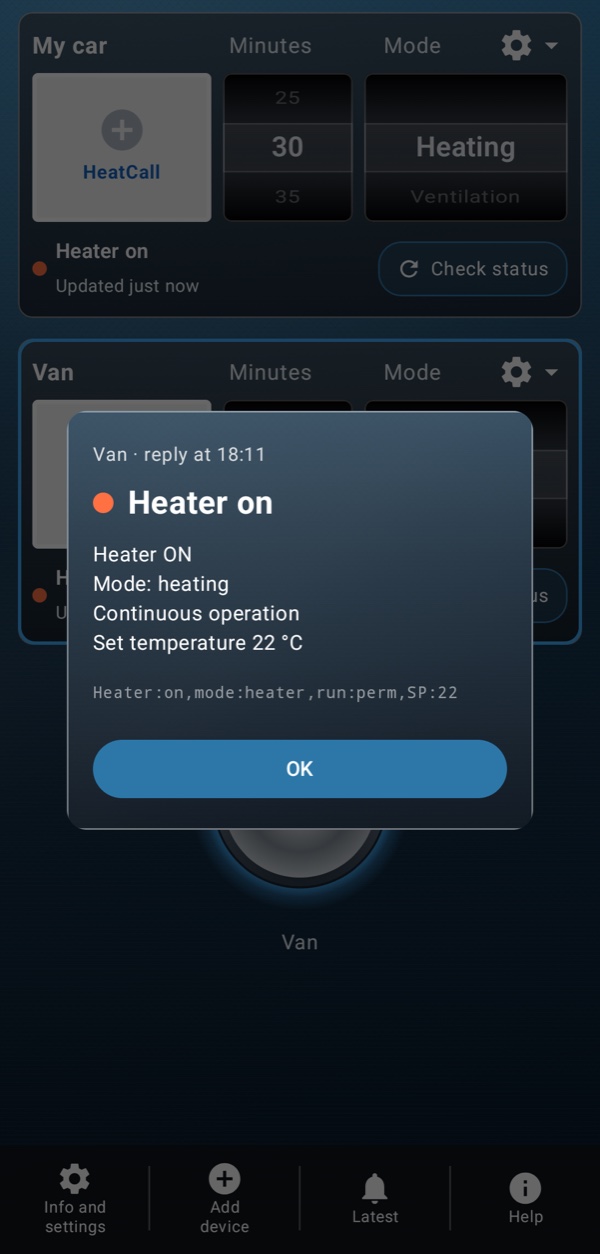 My car
Minutes
Mode
HeatCall
25
30
35
Heating
Ventilation
Heater on
Updated just now
Check status
Van
Minutes
Mode
Van · reply at 18:11
Heater on
Heater ON
Mode: heating
Continuous operation
Set temperature 22 °C
Heater:on,mode:heater,run:perm,SP:22
OK
Van
Info and
settings
Add
device
Latest
Help